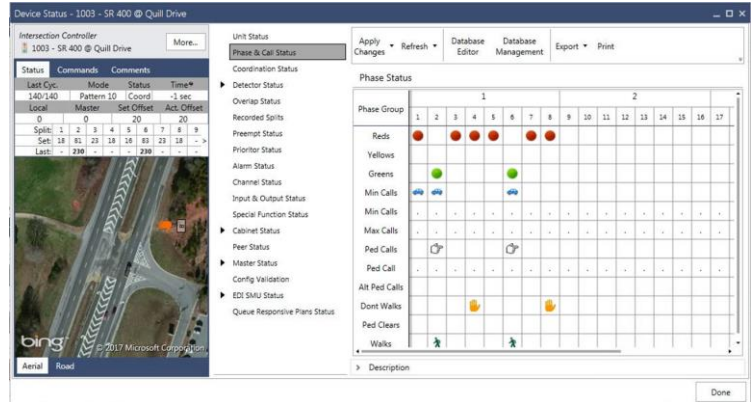 Device Status - 1003 - SR 400 @ Quill Drive
Intersection Controller
1003 - SR 400 @ Quill Drive
More...
Status Commands Comments
Last Cyc. Mode Status Time
140/140 Pattern 10 Coord -1 sec
Local Master Set Offset Act. Offset
0 0 20 20
Split: 1 2 3 4 5 6 7 8 9
Set: 18 81 23 18 16 83 23 18 - >
Last: - 230 - - - 230 - - -
bing
© 2017 Microsoft Corporation
Aerial Road
Unit Status
Phase & Call Status
Coordination Status
Detector Status
Overlap Status
Recorded Splits
Preempt Status
Prioritor Status
Alarm Status
Channel Status
Input & Output Status
Special Function Status
Cabinet Status
Peer Status
Master Status
Config Validation
EDI SMU Status
Queue Responsive Plans Status
Apply Changes
Refresh
Database Editor
Database Management
Export
Print
Phase Status
Phase Group 1 2
1 2 3 4 5 6 7 8 9 10 11 12 13 14 15 16 17
Reds
Yellows
Greens
Min Calls
Min Calls . . . . . . . . . . . . . . . . .
Max Calls . . . . . . . . . . . . . . . . .
Ped Calls
Ped Call . . . . . . . . . . . . . . . . .
Alt Ped Calls
Dont Walks
Ped Clears
Walks
> Description
Done